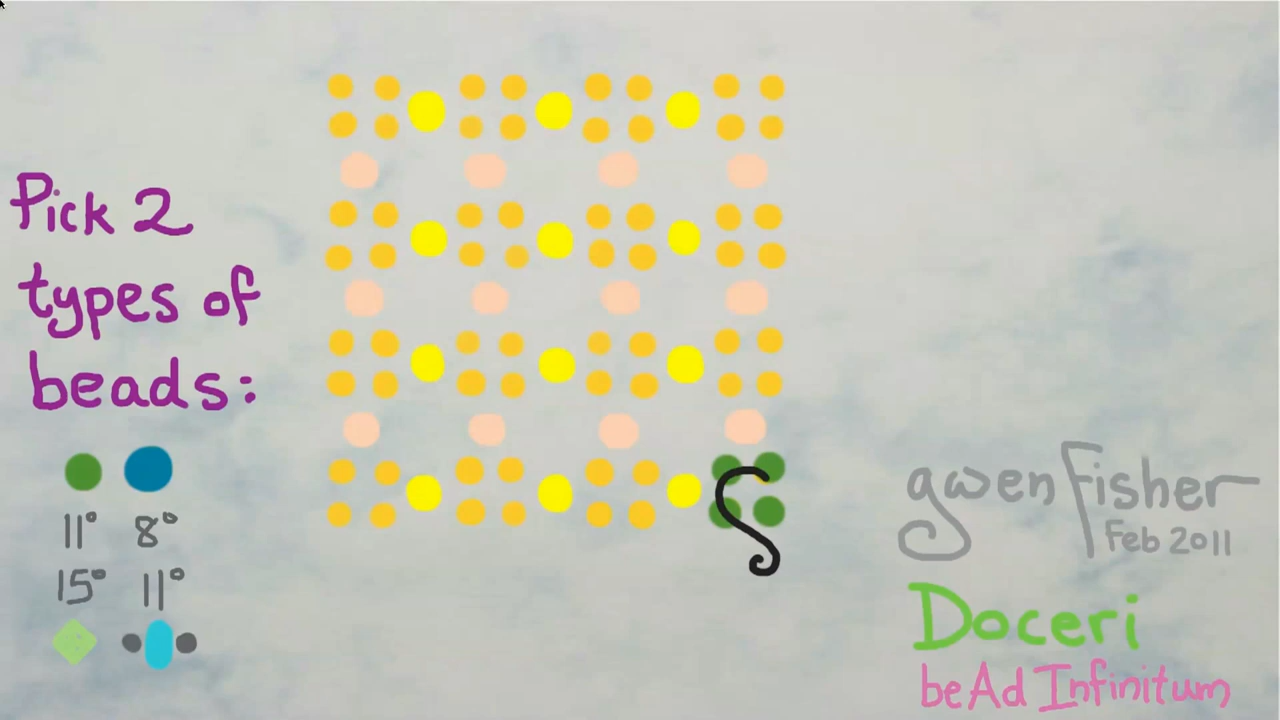 Pick 2
types of
beads:
11° 8°
15° 11°
gwen fisher
Feb 2011
Doceri
beAd Infinitum